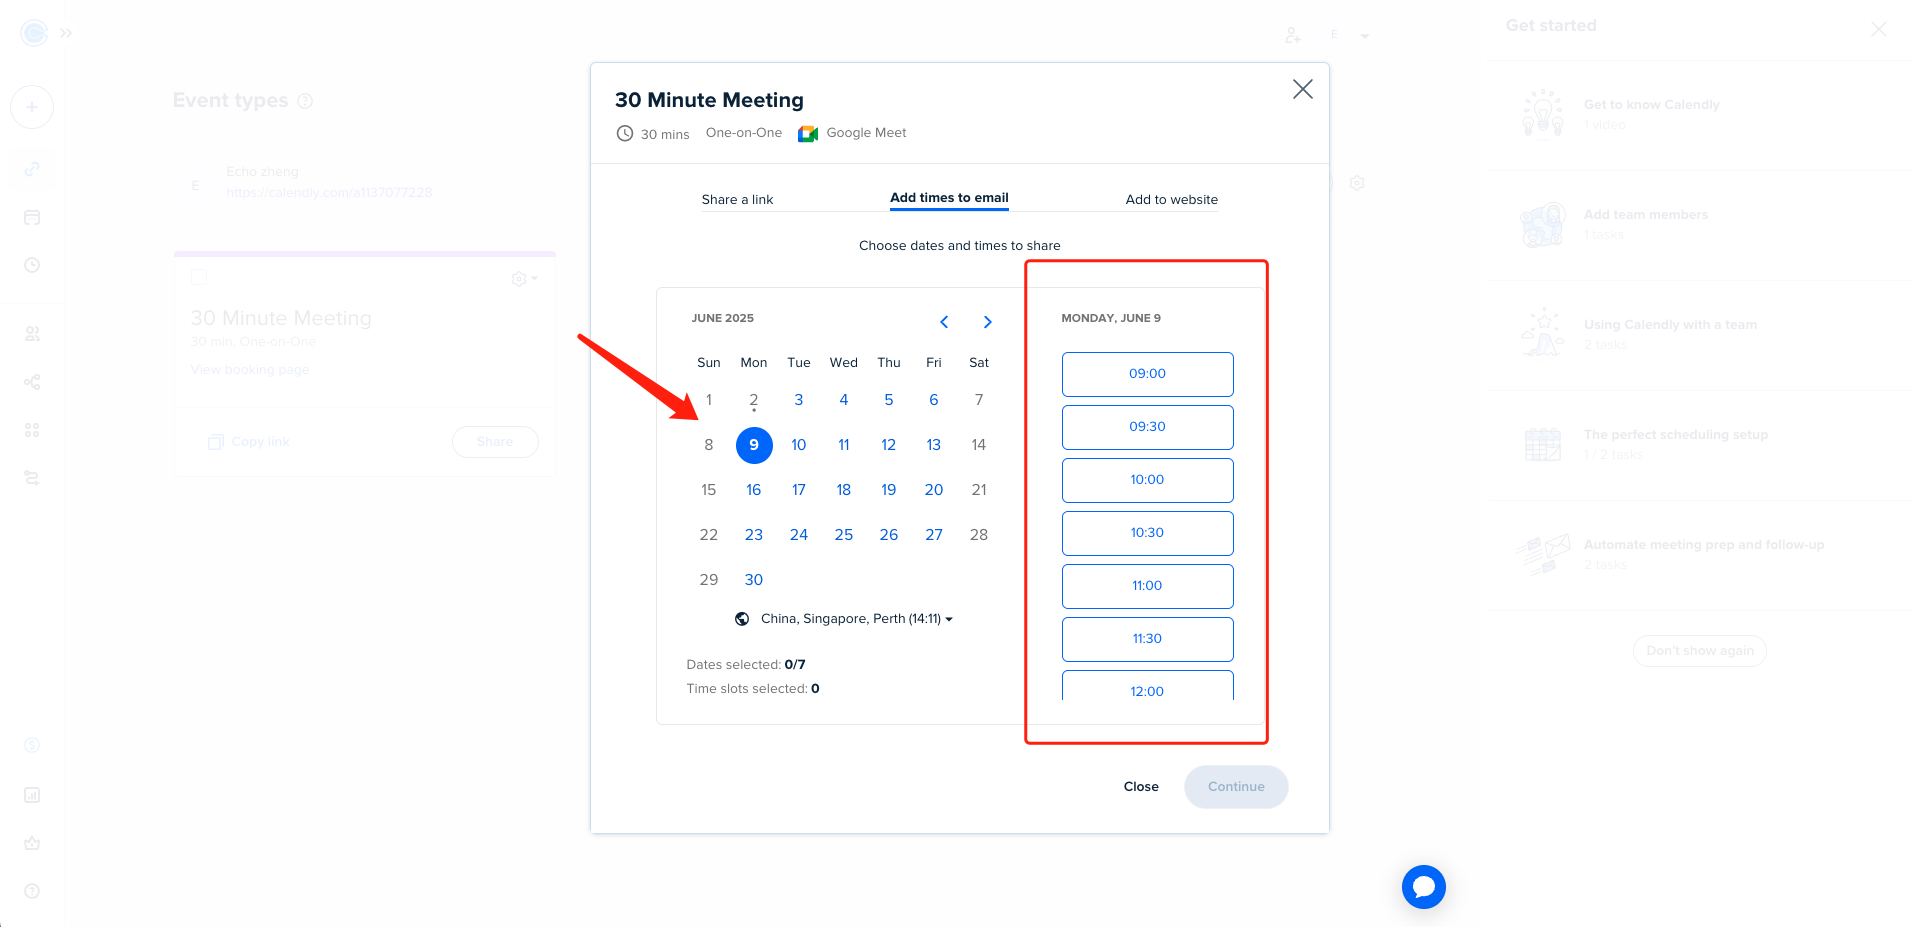 Get started
E
Event types
30 Minute Meeting
30 mins One-on-One Google Meet
Get to know Calendly
1 video
Echo zheng
https://calendly.com/a1137077228
E
Share a link Add times to email Add to website
Add team members
1 tasks
Choose dates and times to share
30 Minute Meeting
30 min, One-on-One
View booking page
Copy link Share
JUNE 2025
Sun Mon Tue Wed Thu Fri Sat
1 2 3 4 5 6 7
8 9 10 11 12 13 14
15 16 17 18 19 20 21
22 23 24 25 26 27 28
29 30
China, Singapore, Perth (14:11)
Dates selected: 0/7
Time slots selected: 0
MONDAY, JUNE 9
09:00
09:30
10:00
10:30
11:00
11:30
12:00
Close Continue
Using Calendly with a team
2 tasks
The perfect scheduling setup
1 / 2 tasks
Automate meeting prep and follow-up
2 tasks
Don't show again